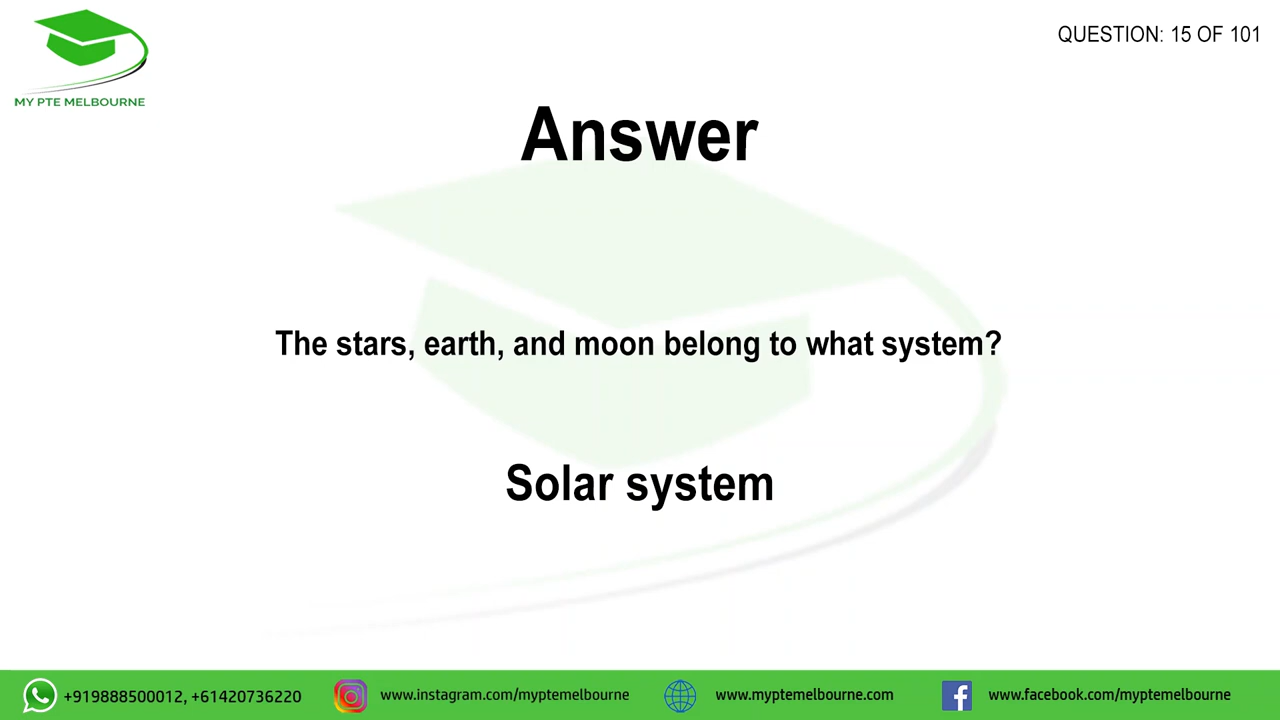 MY PTE MELBOURNE
QUESTION: 15 OF 101
Answer
The stars, earth, and moon belong to what system?
Solar system
+919888500012, +61420736220
www.instagram.com/myptemelbourne
www.myptemelbourne.com
www.facebook.com/myptemelbourne